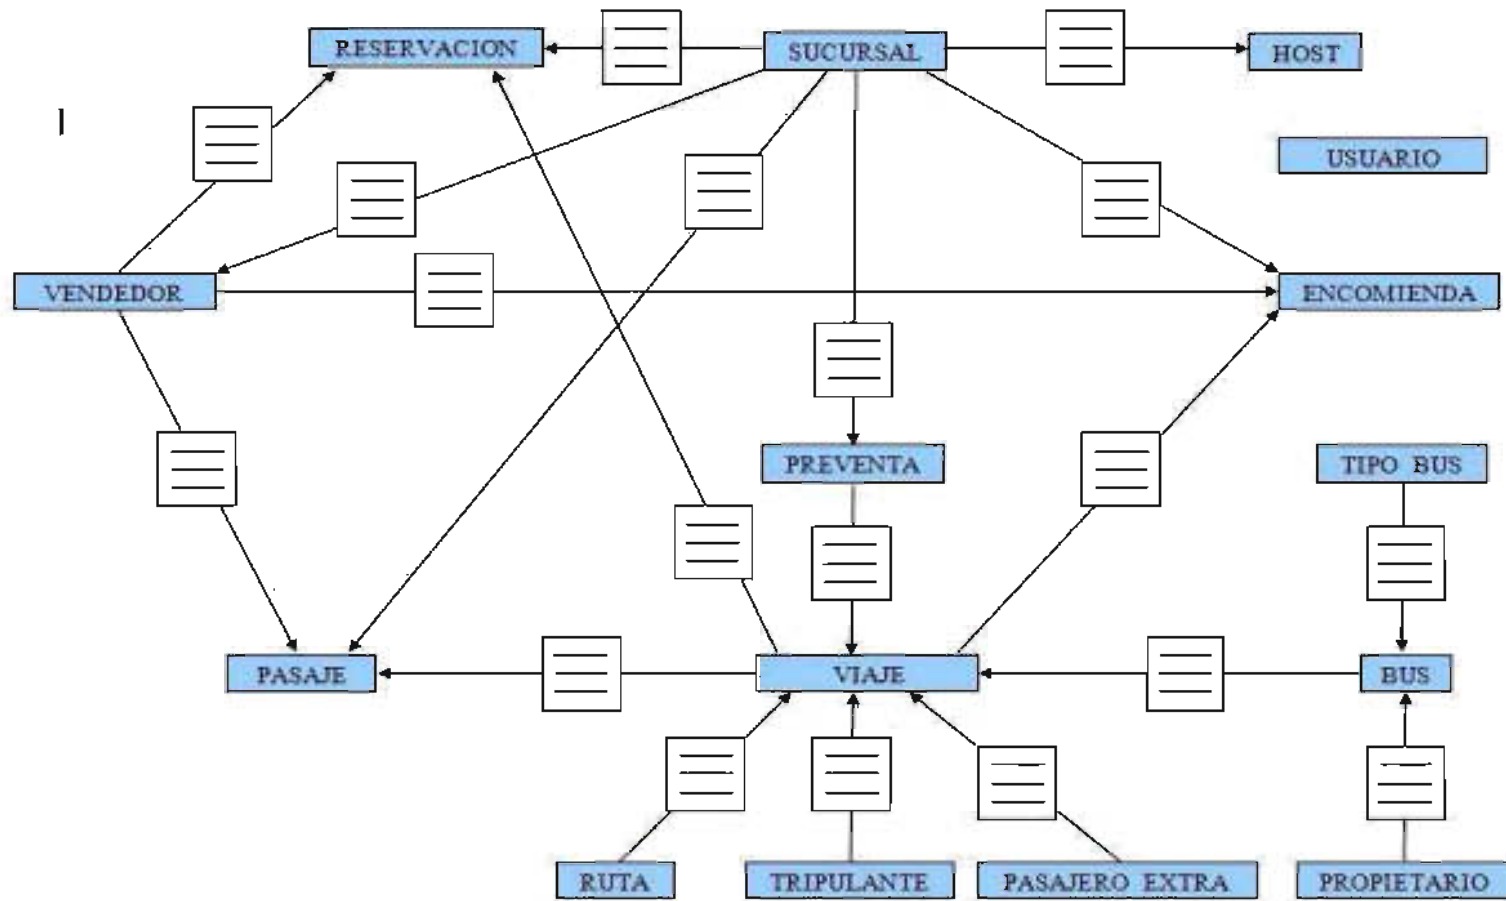 RESERVACION
SUCURSAL
HOST
USUARIO
VENDEDOR
ENCOMIENDA
PREVENTA
TIPO BUS
PASAJE
VIAJE
BUS
RUTA
TRIPULANTE
PASAJERO EXTRA
PROPIETARIO